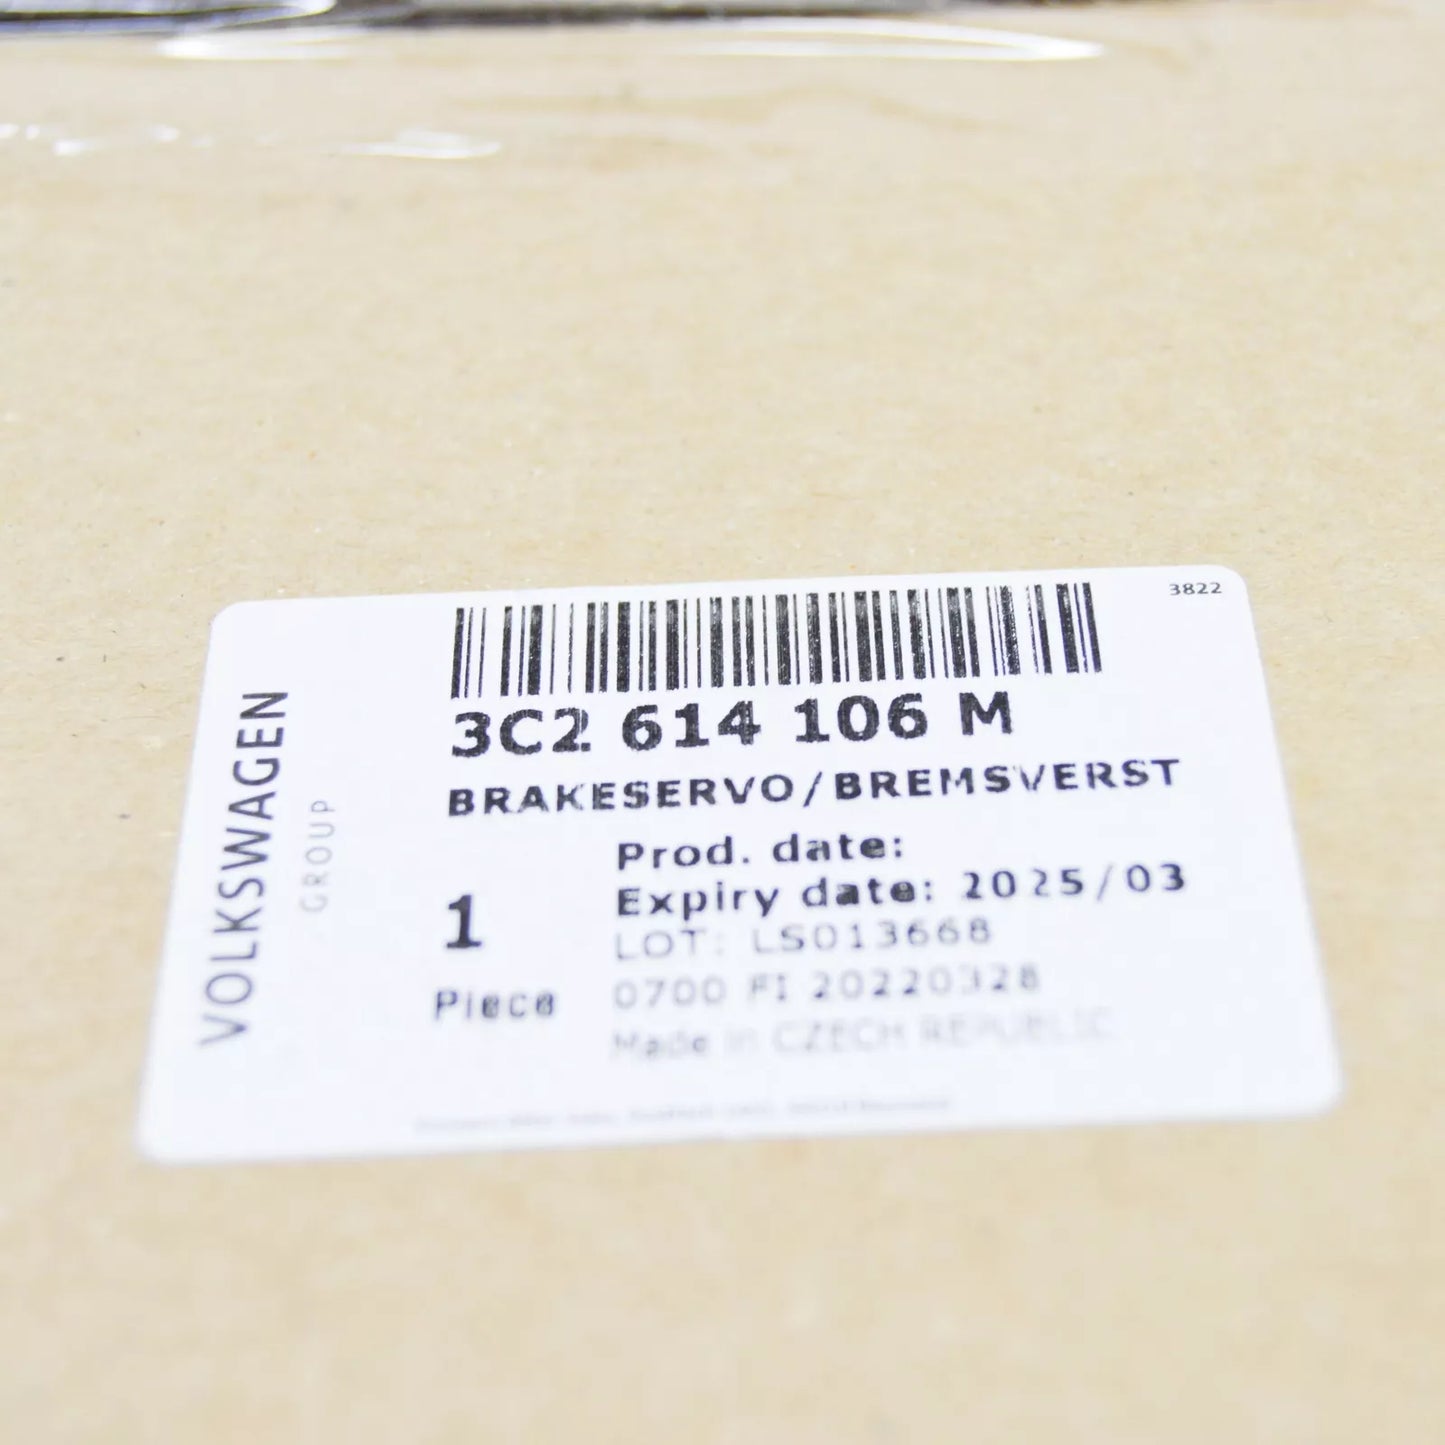 3822
3C2 614 106 M
BRAKESERVO/BREMSVERST
Prod. date:
Expiry date: 2025/03
LOT: LS013668
1
Piece
0700 FI 20220328
Made in CZECH REPUBLIC
VOLKSWAGEN
GROUP